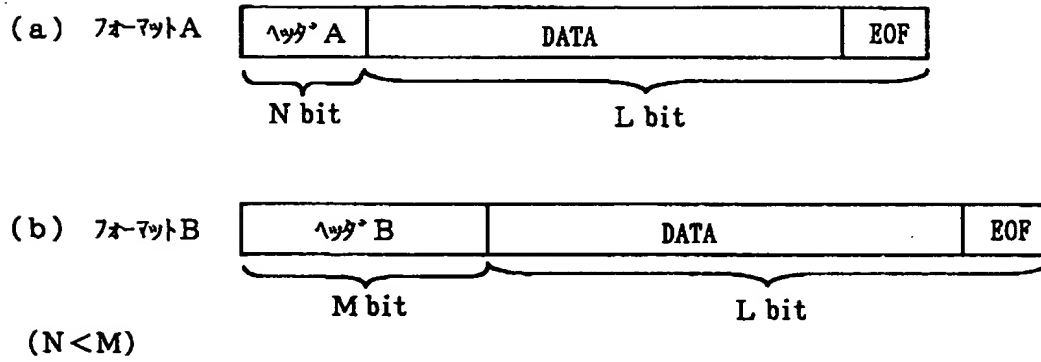 (a) フォーマットA ヘッダA DATA EOF
N bit L bit
(b) フォーマットB ヘッダB DATA EOF
M bit L bit
(N<M)